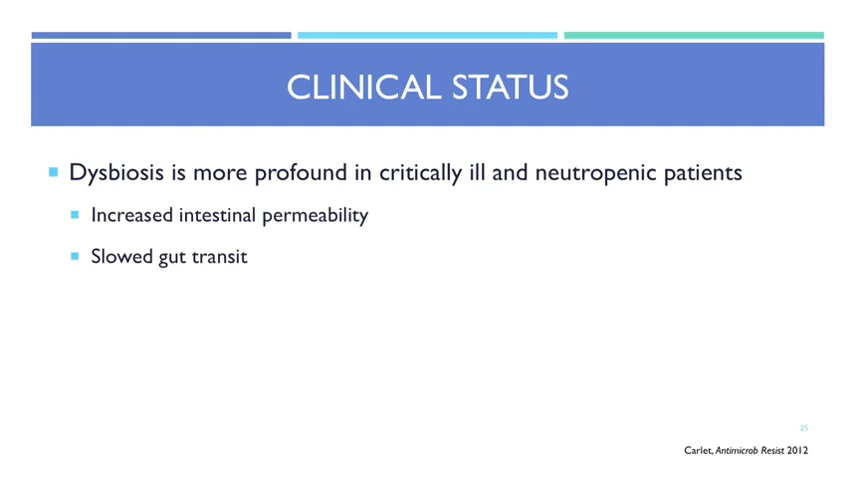 CLINICAL STATUS
Dysbiosis is more profound in critically ill and neutropenic patients
Increased intestinal permeability
Slowed gut transit
25
Carlet, Antimicrob Resist 2012